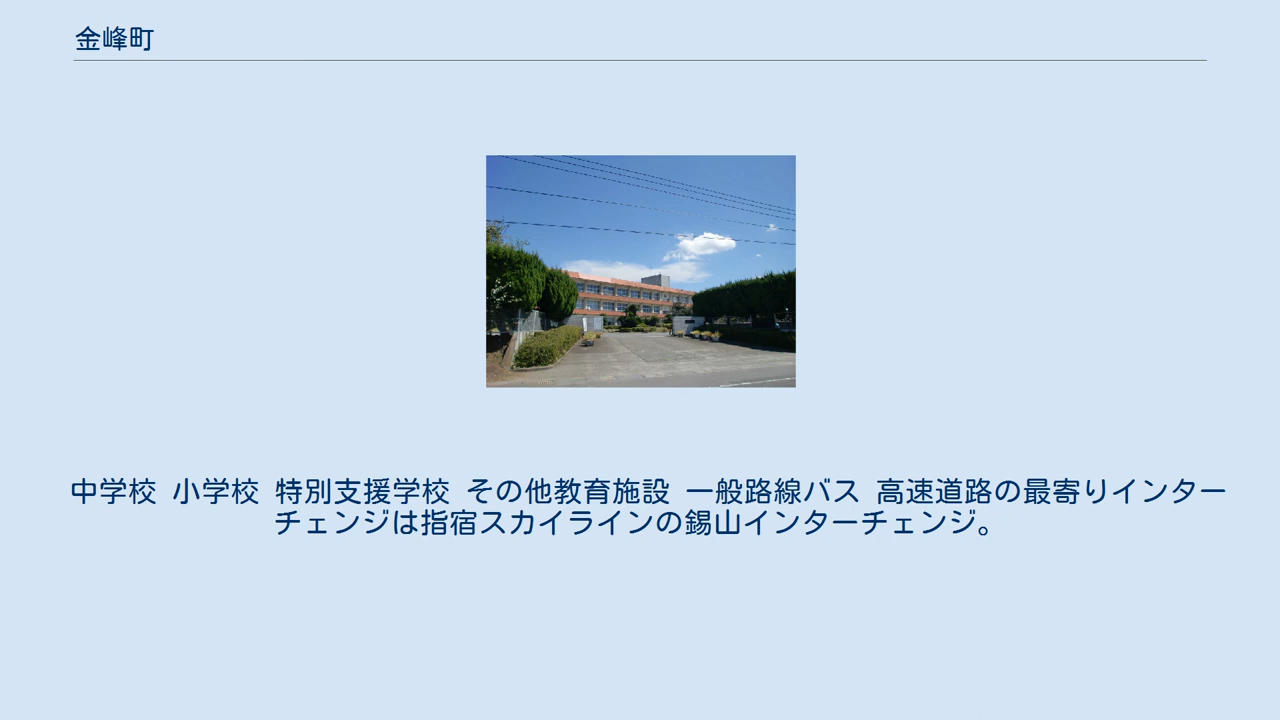 金峰町
中学校 小学校 特別支援学校 その他教育施設 一般路線バス 高速道路の最寄りインター
チェンジは指宿スカイラインの錫山インターチェンジ。